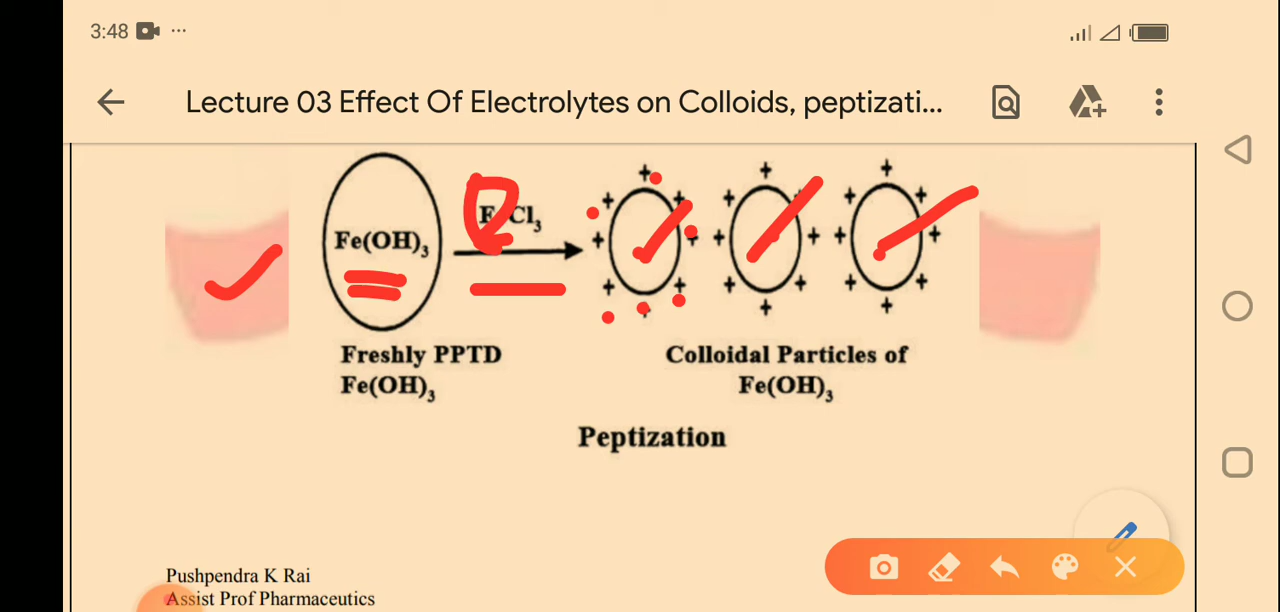 3:48
Lecture 03 Effect Of Electrolytes on Colloids, peptizati...
Fe(OH)₃
Cl₃
+ + + + + + + +
+ + + + + + + +
+ + + + + + + +
Freshly PPTD
Fe(OH)₃
Colloidal Particles of
Fe(OH)₃
Peptization
Pushpendra K Rai
Assist Prof Pharmaceutics